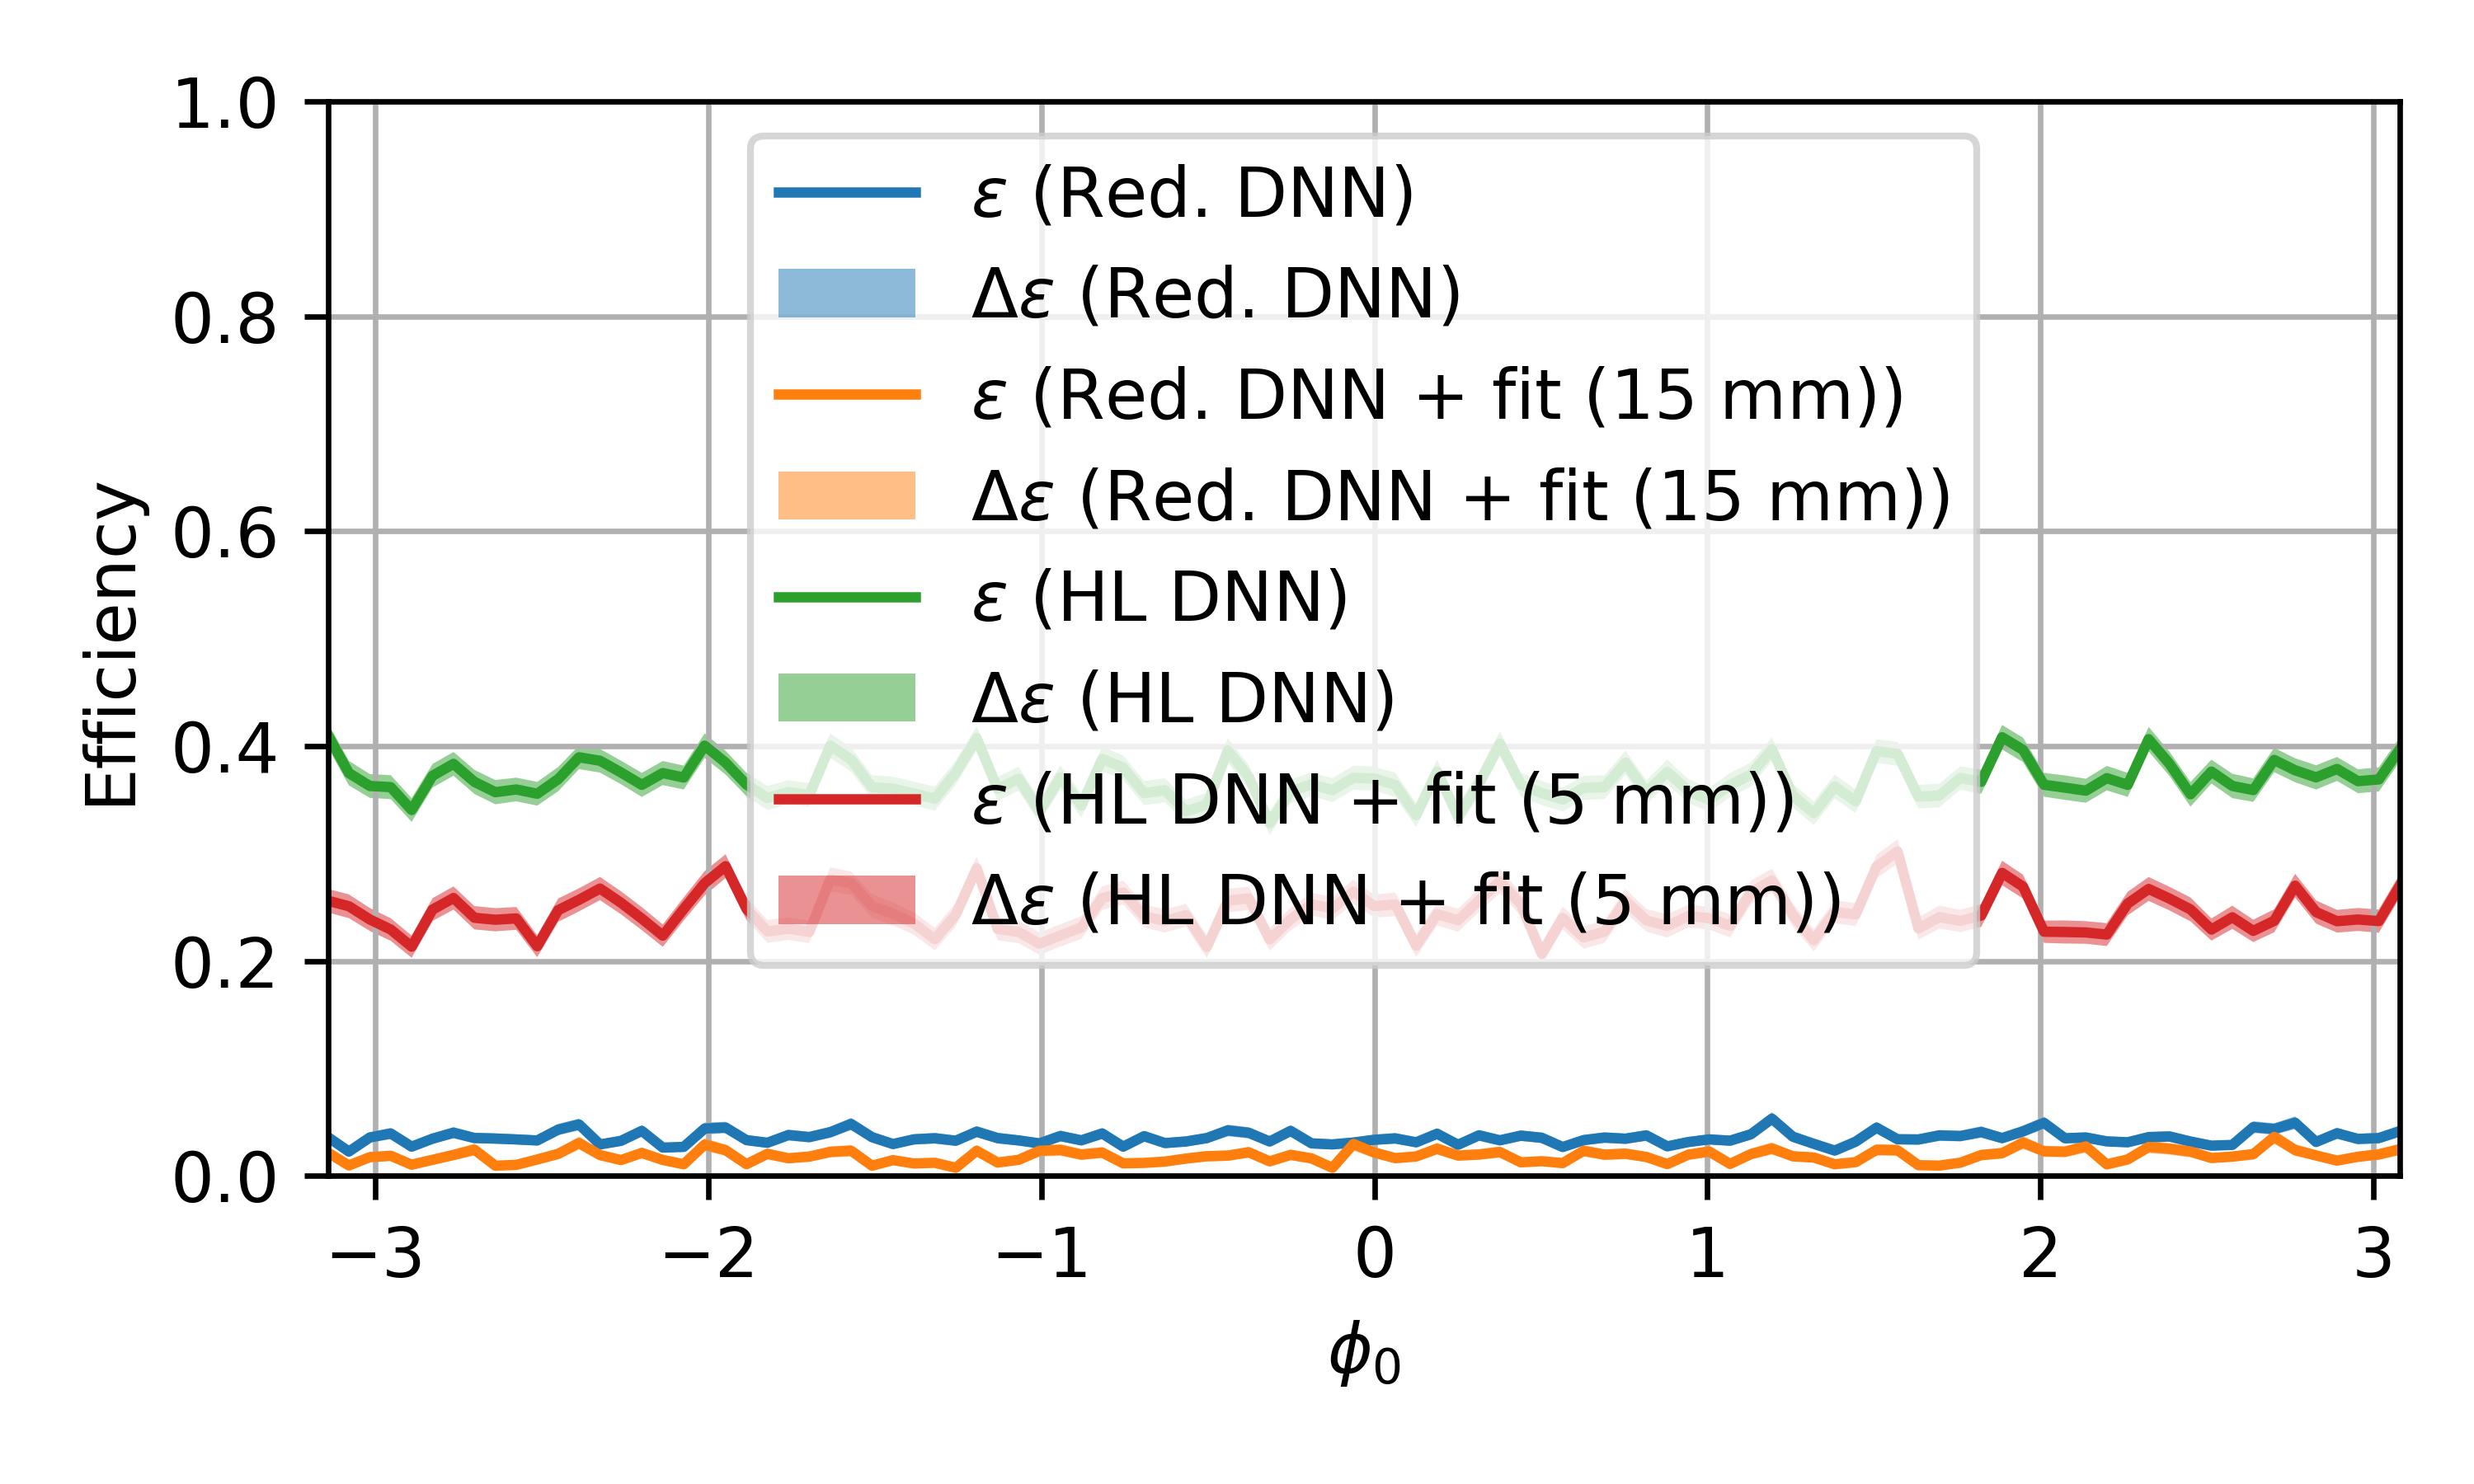 1.0
0.8
0.6
0.4
0.2
0.0
Efficiency
ε (Red. DNN)
Δε (Red. DNN)
ε (Red. DNN + fit (15 mm))
Δε (Red. DNN + fit (15 mm))
ε (HL DNN)
Δε (HL DNN)
ε (HL DNN + fit (5 mm))
Δε (HL DNN + fit (5 mm))
−3 −2 −1 0 1 2 3
ϕ₀